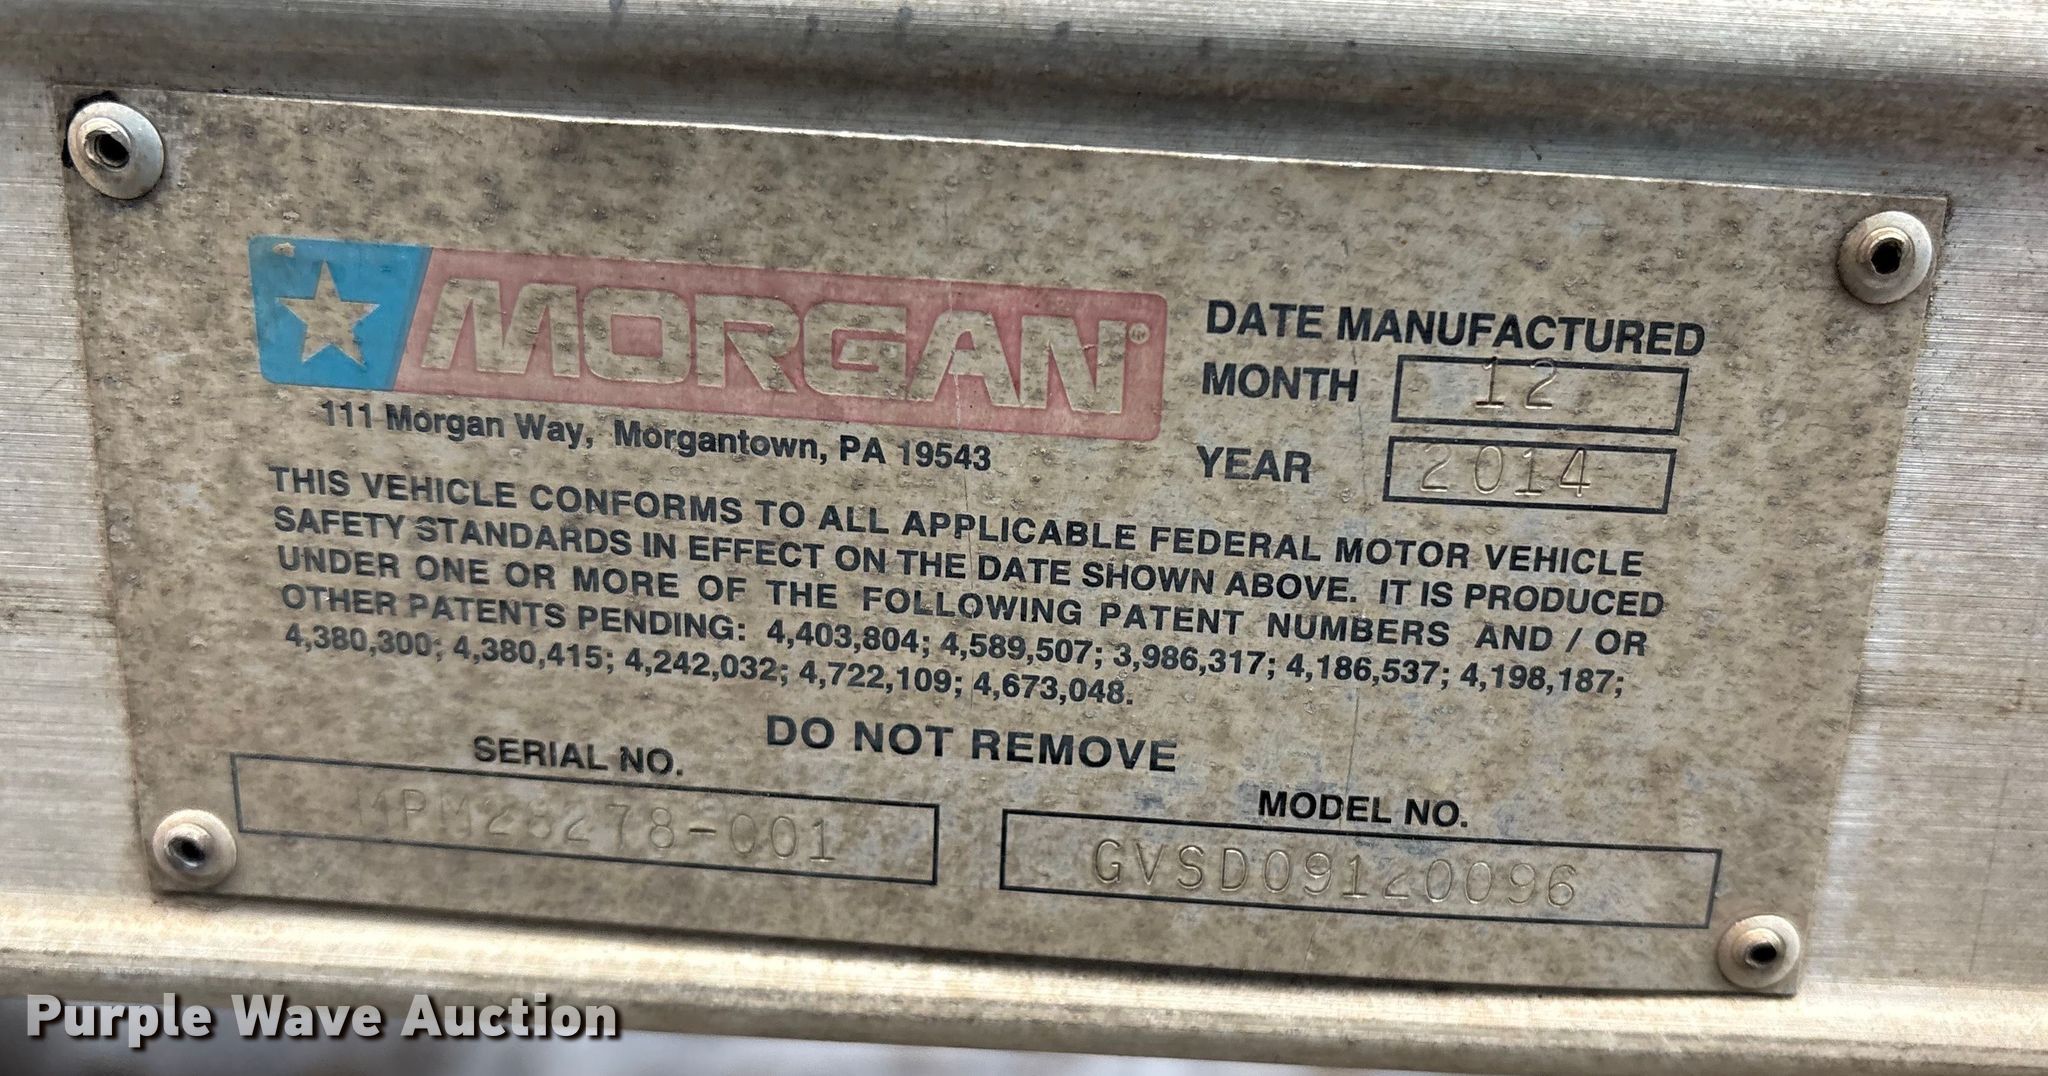 MORGAN®
111 Morgan Way, Morgantown, PA 19543
DATE MANUFACTURED
MONTH 12
YEAR 2014
THIS VEHICLE CONFORMS TO ALL APPLICABLE FEDERAL MOTOR VEHICLE
SAFETY STANDARDS IN EFFECT ON THE DATE SHOWN ABOVE. IT IS PRODUCED
UNDER ONE OR MORE OF THE FOLLOWING PATENT NUMBERS AND / OR
OTHER PATENTS PENDING: 4,403,804; 4,589,507; 3,986,317; 4,186,537; 4,198,187;
4,380,300; 4,380,415; 4,242,032; 4,722,109; 4,673,048.
DO NOT REMOVE
SERIAL NO.
MPM28278-001
MODEL NO.
GVSD09120096
Purple Wave Auction